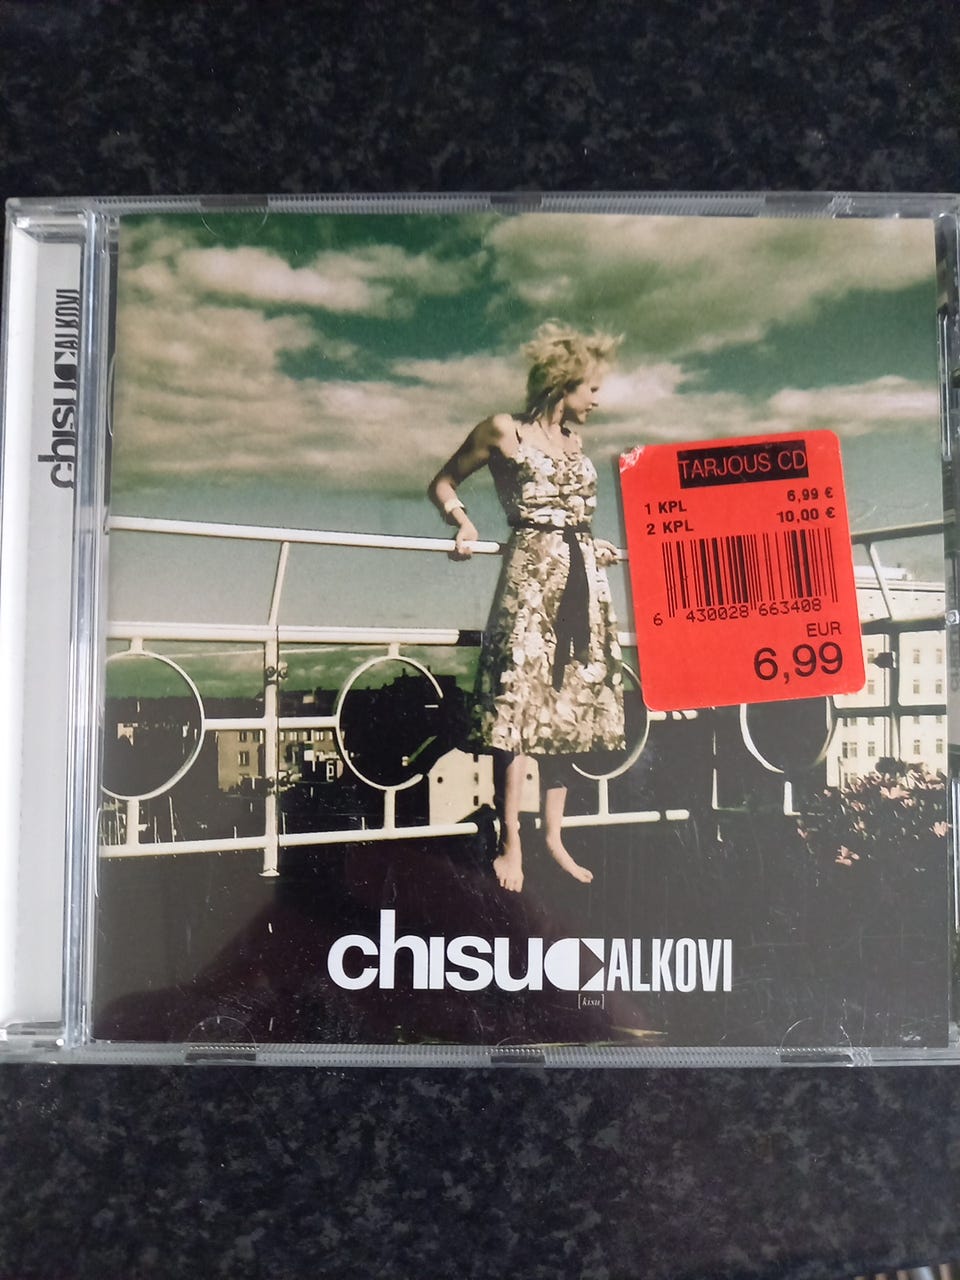 chisu ALKOVI
TARJOUS CD
1 KPL 6,99 €
2 KPL 10,00 €
6 430028 663408
EUR
6,99
chisu ALKOVI
[kisu]